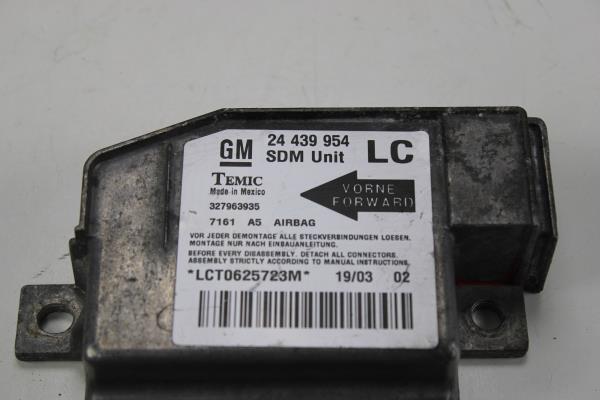 GM 24 439 954 LC
SDM Unit
TEMIC
Made in Mexico
VORNE
FORWARD
327963935
7161 A5 AIRBAG
VOR JEDER DEMONTAGE ALLE STECKVERBINDUNGEN LOESEN.
MONTAGE NUR NACH EINBAUANLEITUNG.
BEFORE EVERY DISASSEMBLY. DETACH ALL CONNECTORS.
ASSEMBLY STRICTLY ACCORDING TO MANUAL INSTRUCTIONS.
*LCT0625723M* 19/03 02